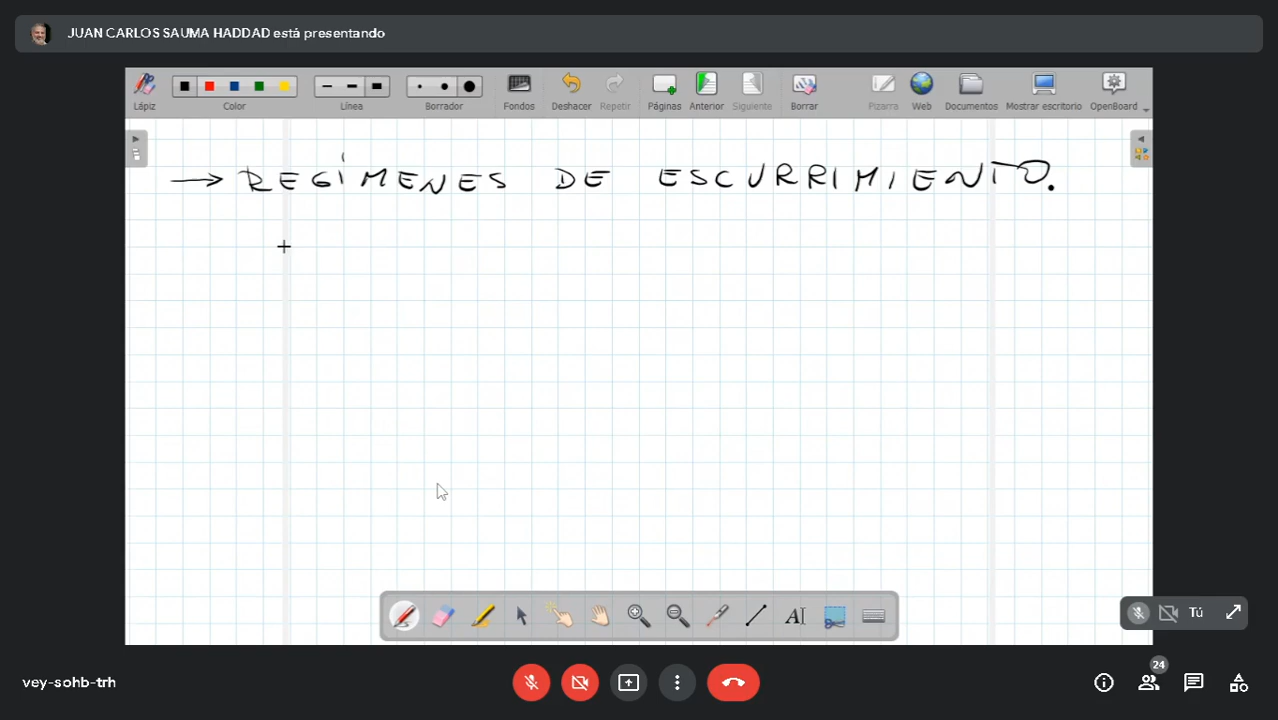 JUAN CARLOS SAUMA HADDAD está presentando
Lápiz
Color
Línea
Borrador
Fondos
Deshacer
Repetir
Páginas
Anterior
Siguiente
Borrar
Pizarra
Web
Documentos
Mostrar escritorio
OpenBoard
→ REGÍMENES DE ESCURRIMIENTO.
Tú
vey-sohb-trh
24